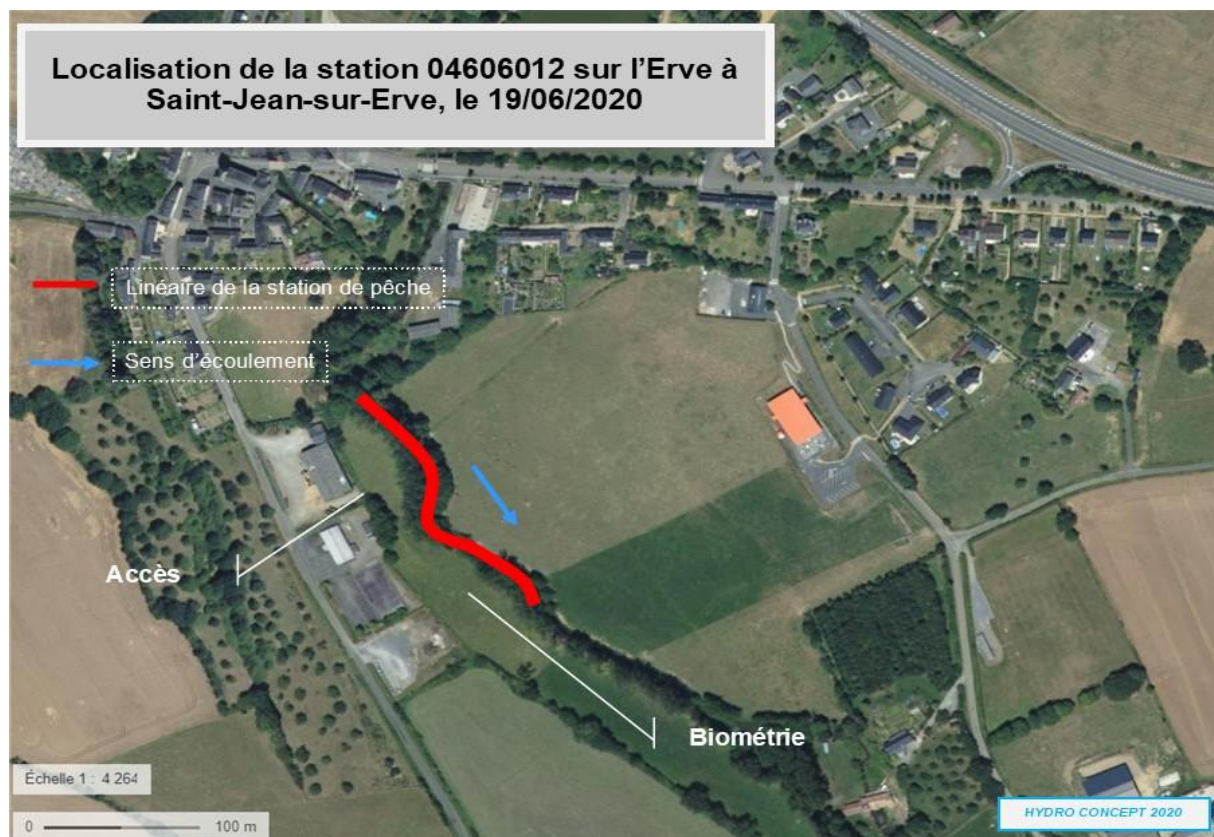 Localisation de la station 04606012 sur l'Erve à
Saint-Jean-sur-Erve, le 19/06/2020
Linéaire de la station de pêche
Sens d'écoulement
Accès
Biométrie
Échelle 1 : 4 264
0 100 m
HYDRO CONCEPT 2020